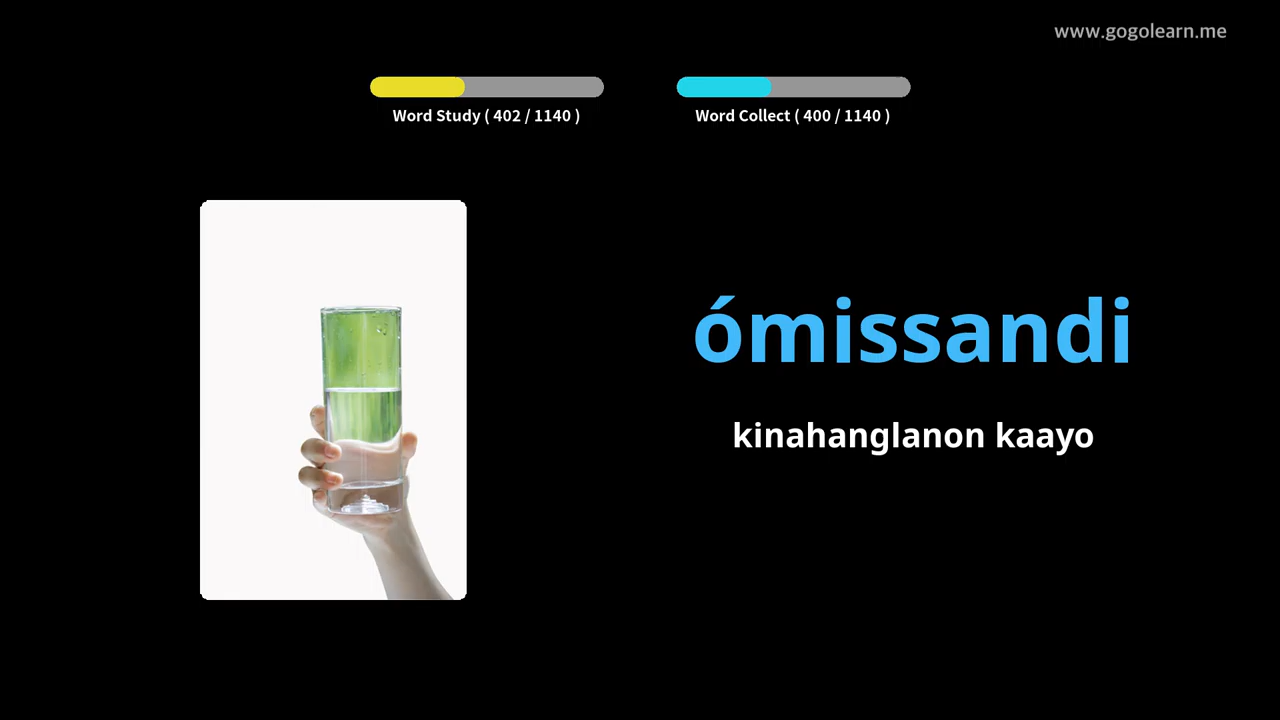 www.gogolearn.me
Word Study ( 402 / 1140 )
Word Collect ( 400 / 1140 )
ómissandi
kinahanglanon kaayo